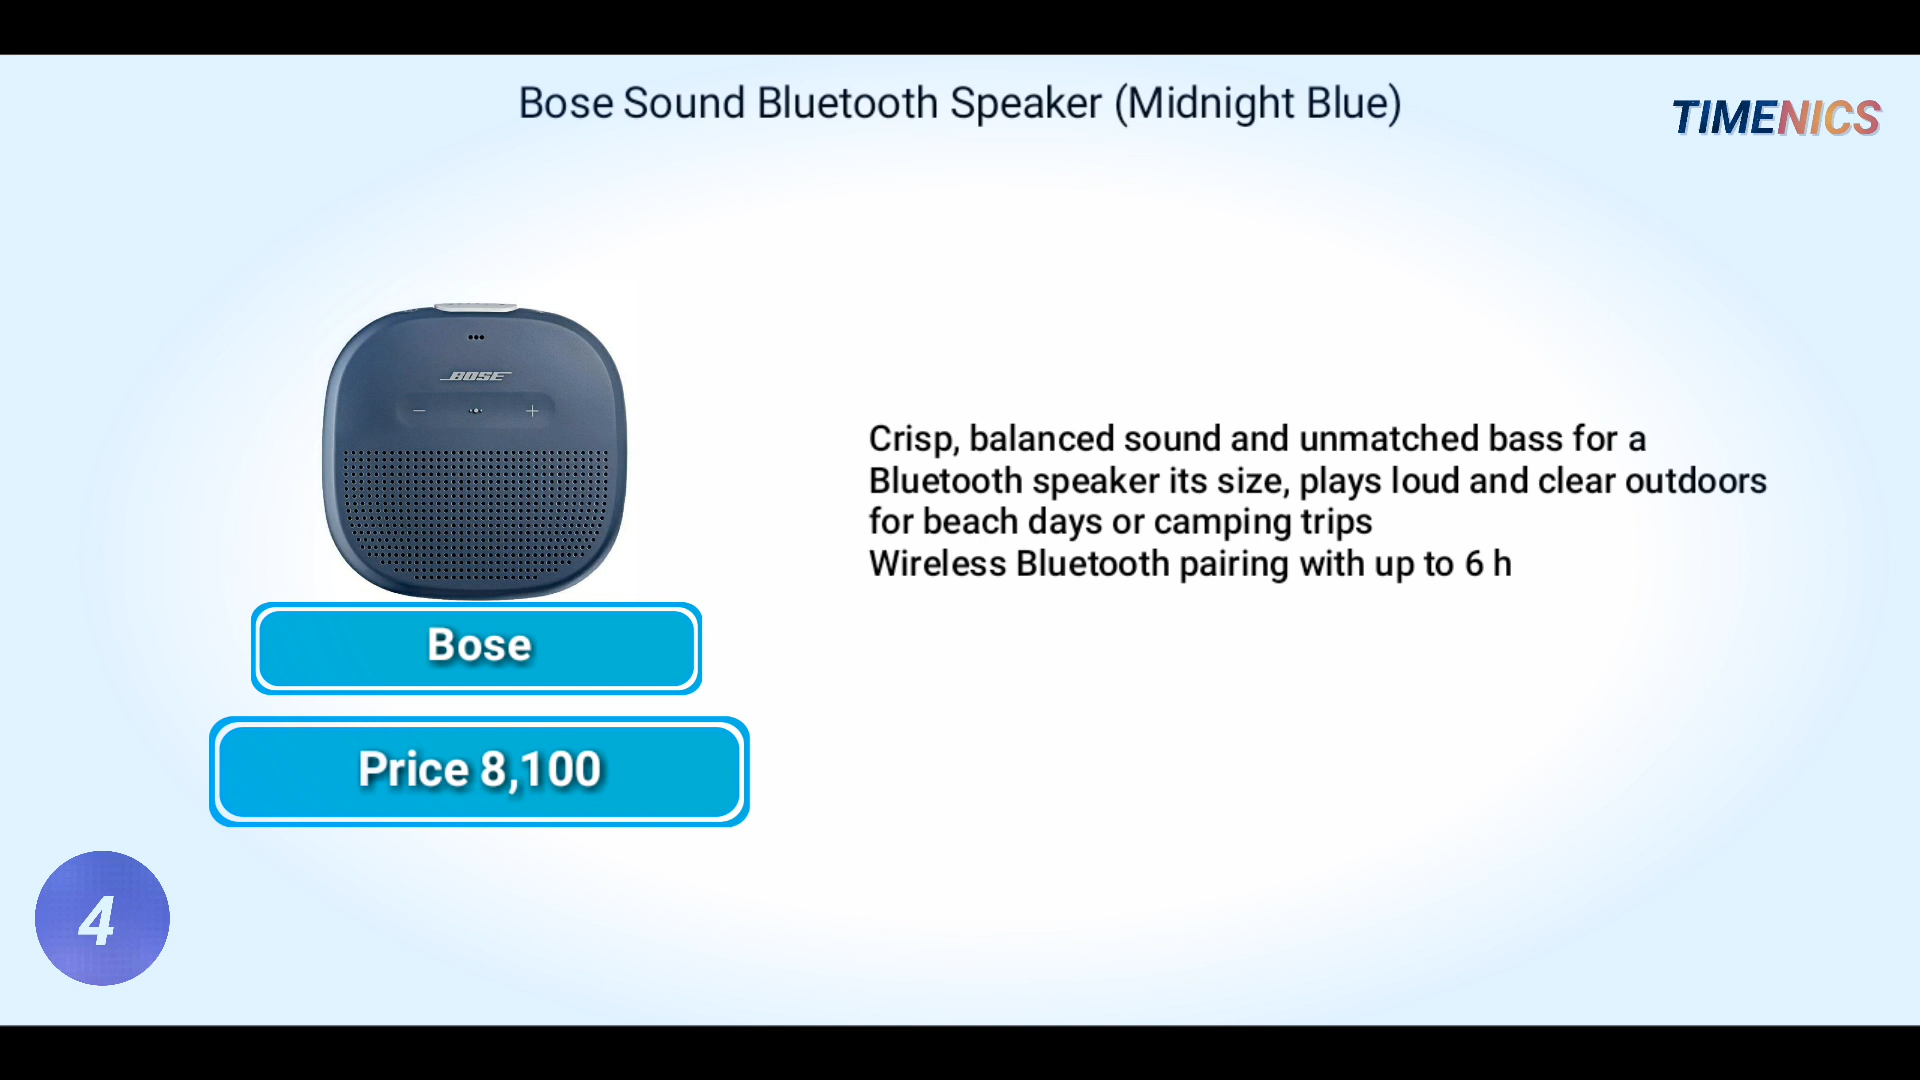 Bose Sound Bluetooth Speaker (Midnight Blue)
TIMENICS
BOSE
Crisp, balanced sound and unmatched bass for a
Bluetooth speaker its size, plays loud and clear outdoors
for beach days or camping trips
Wireless Bluetooth pairing with up to 6 h
Bose
Price 8,100
4